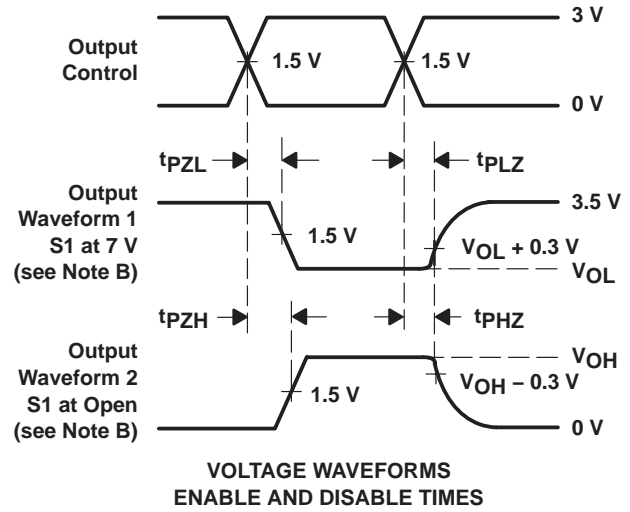 3 V
Output
Control
1.5 V
1.5 V
0 V
tPZL
tPLZ
Output
Waveform 1
S1 at 7 V
(see Note B)
3.5 V
1.5 V
VOL + 0.3 V
VOL
tPZH
tPHZ
Output
Waveform 2
S1 at Open
(see Note B)
VOH
1.5 V
VOH − 0.3 V
0 V
VOLTAGE WAVEFORMS
ENABLE AND DISABLE TIMES